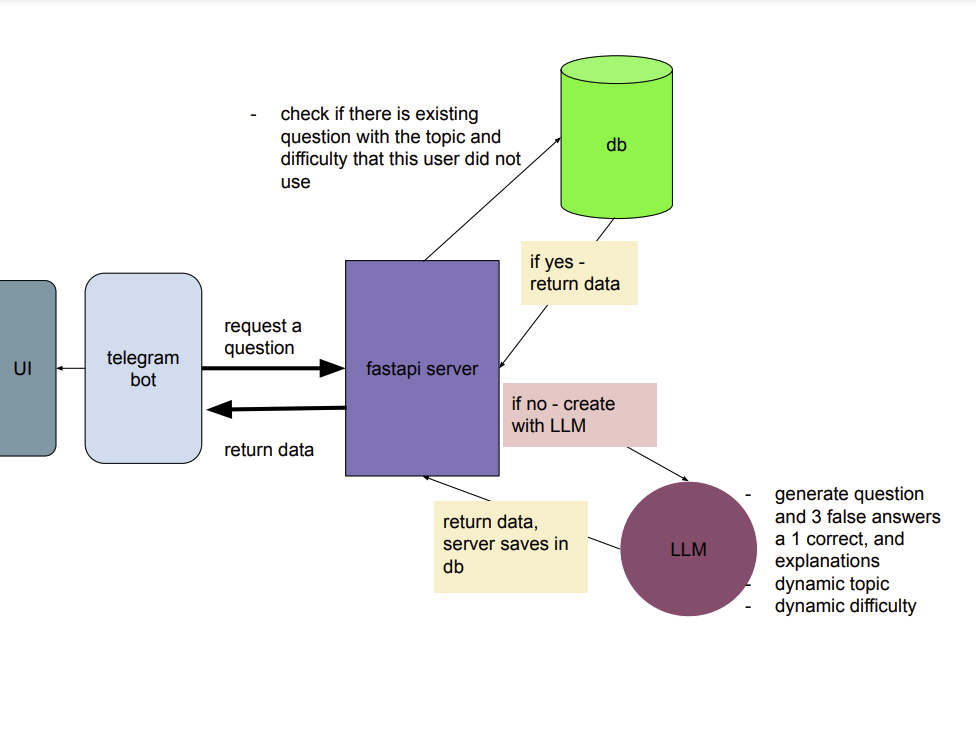 - check if there is existing
question with the topic and
difficulty that this user did not
use
db
if yes -
return data
UI
telegram
bot
request a
question
fastapi server
return data
if no - create
with LLM
return data,
server saves in
db
LLM
- generate question
and 3 false answers
a 1 correct, and
explanations
- dynamic topic
- dynamic difficulty